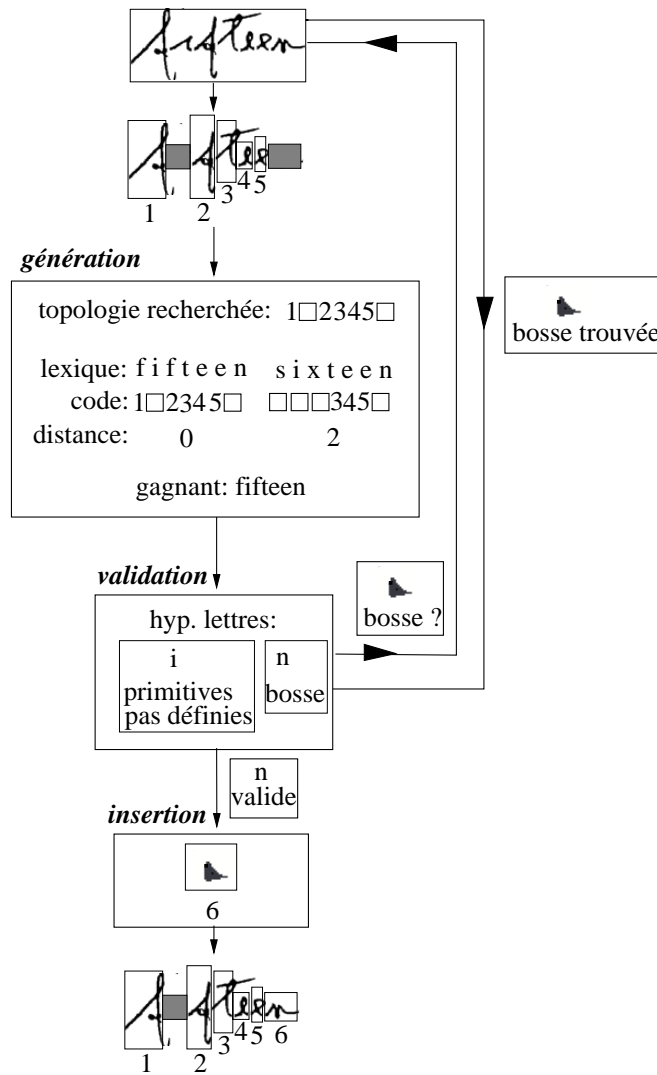 fifteen
1 2 3 4 5
génération
topologie recherchée: 1□2345□
lexique: f i f t e e n s i x t e e n
code: 1□2345□ □□□345□
distance: 0 2
gagnant: fifteen
bosse trouvée
validation
bosse ?
hyp. lettres:
i
primitives
pas définies
n
bosse
n
valide
insertion
6
fifteen
1 2 3 4 5 6